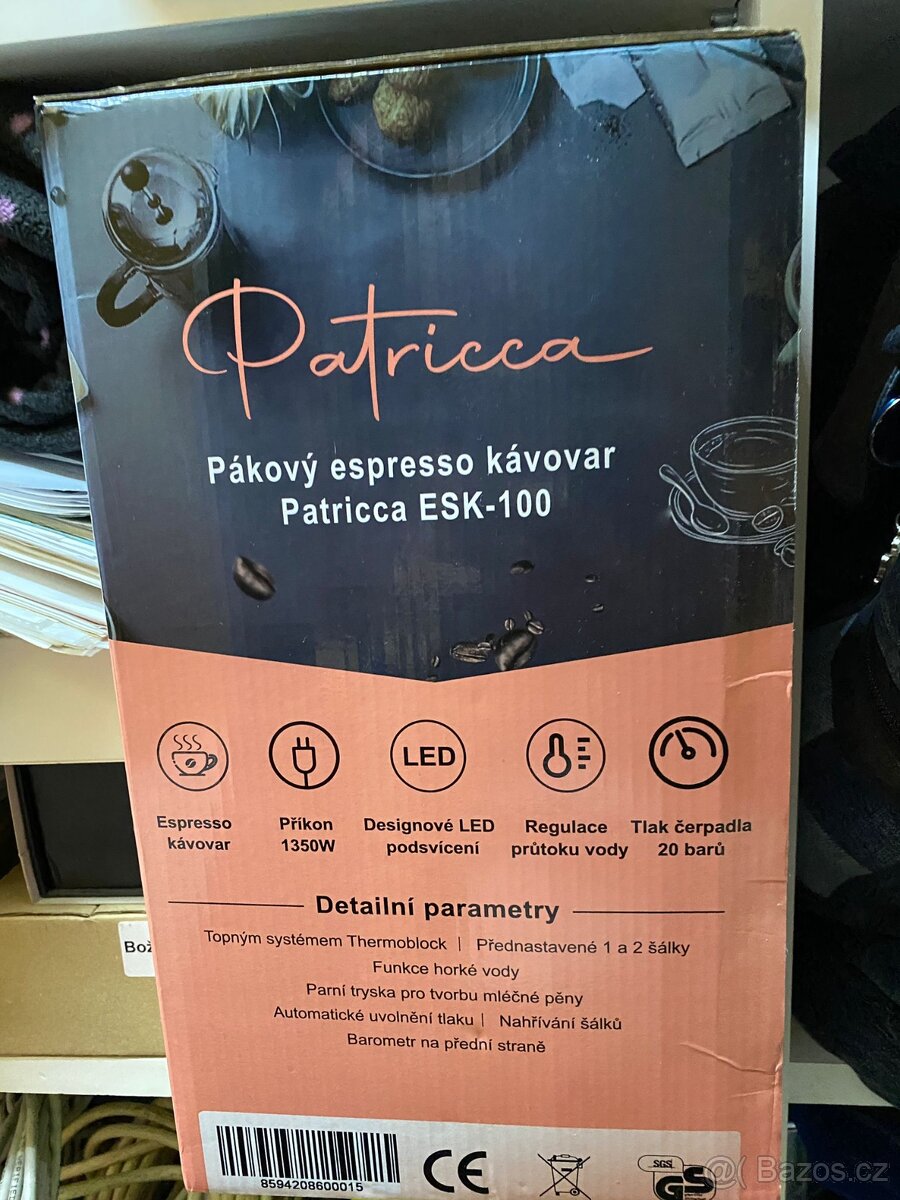 Patricca
Pákový espresso kávovar
Patricca ESK-100
LED
Espresso kávovar
Příkon 1350W
Designové LED podsvícení
Regulace průtoku vody
Tlak čerpadla 20 barů
Detailní parametry
Topným systémem Thermoblock | Přednastavené 1 a 2 šálky
Funkce horké vody
Parní tryska pro tvorbu mléčné pěny
Automatické uvolnění tlaku | Nahřívání šálků
Barometr na přední straně
Bož
8594208600015
CE
SGS
GS
Bazos.cz